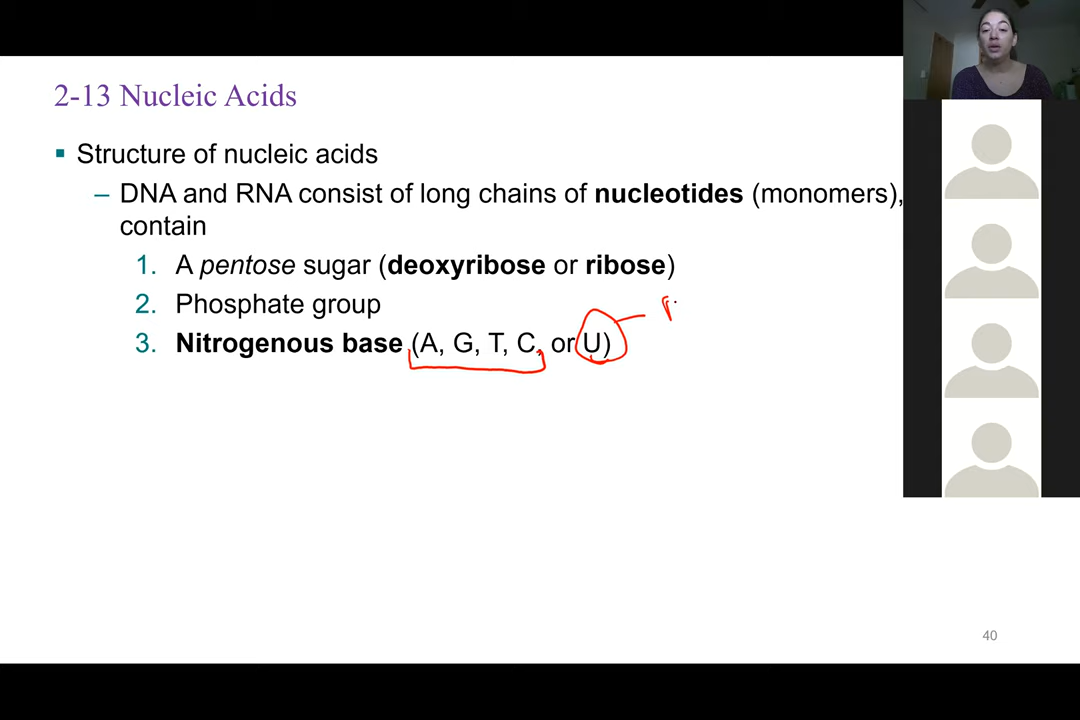 2-13 Nucleic Acids
▪ Structure of nucleic acids
– DNA and RNA consist of long chains of nucleotides (monomers),
contain
1. A pentose sugar (deoxyribose or ribose)
2. Phosphate group
3. Nitrogenous base (A, G, T, C, or U)
40